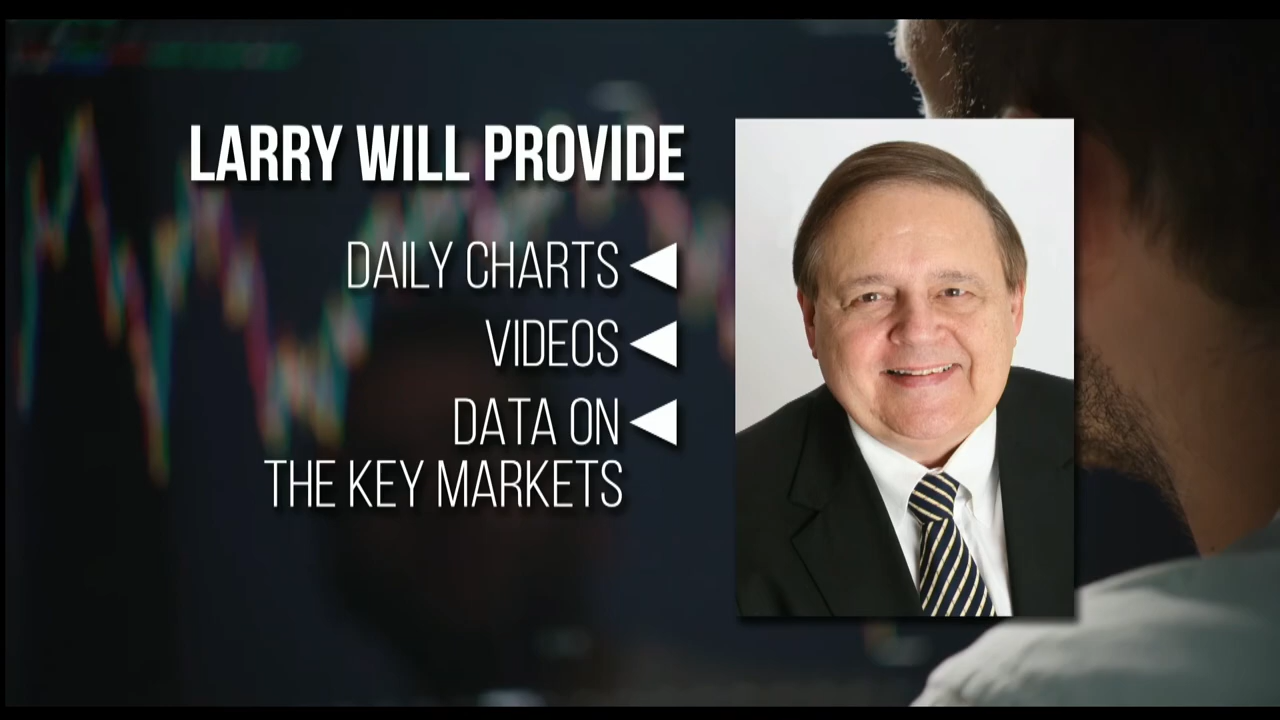 LARRY WILL PROVIDE
DAILY CHARTS
VIDEOS
DATA ON
THE KEY MARKETS